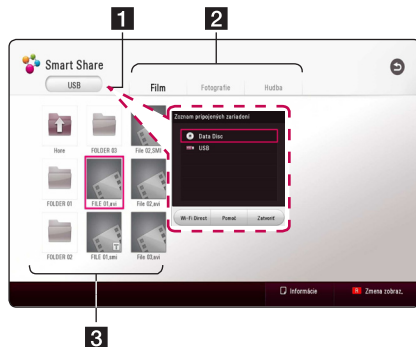 1 2
Smart Share
USB
Film Fotografie Hudba
Zoznam pripojených zariadení
Data Disc
USB
Wi-Fi Direct Pomoč Zatvoriť
Hore FOLDER 03 File 02,SMI
FOLDER 01 FILE 01,avi File 02,avi
FOLDER 02 FILE 01,smi File 03,avi
T
Informácie R Zmena zobraz.
3